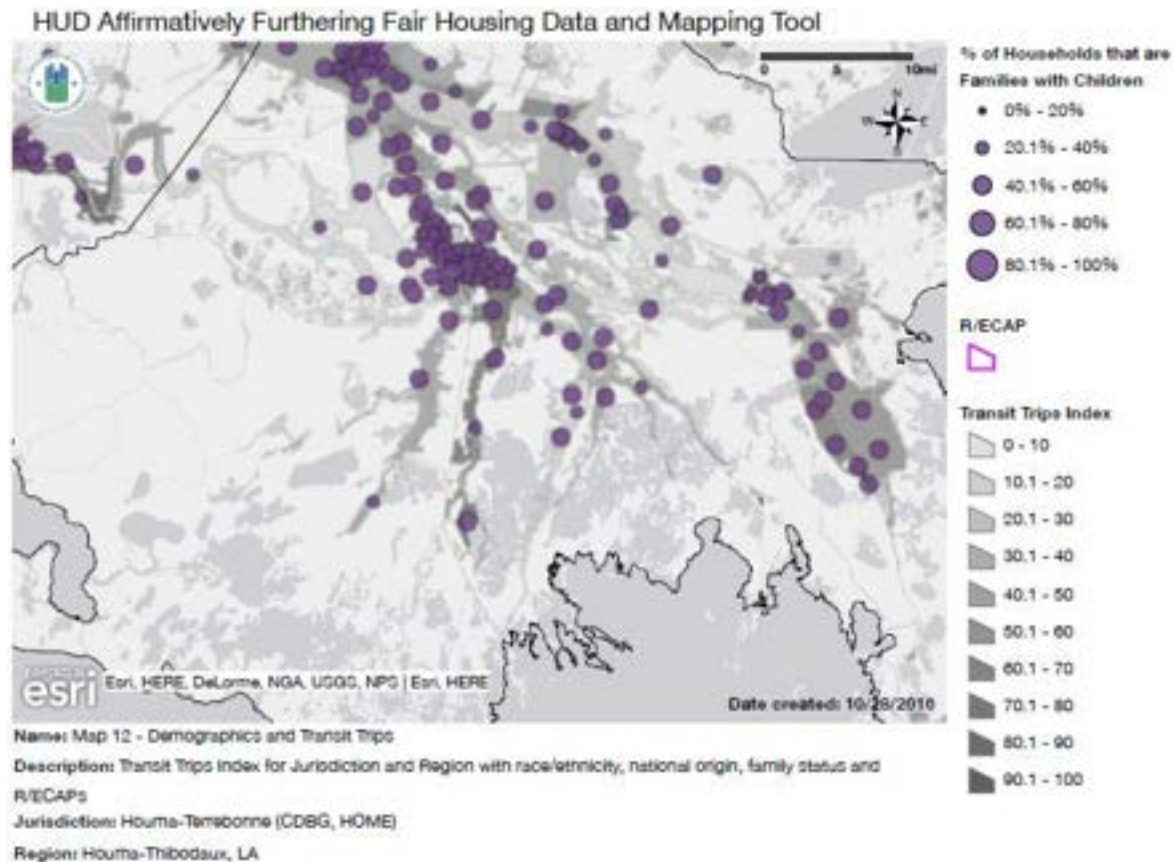 HUD Affirmatively Furthering Fair Housing Data and Mapping Tool
0 5 10mi
N
W E
S
esri
Esri, HERE, DeLorme, NGA, USGS, NPS | Esri, HERE
Date created: 10/28/2016
% of Households that are
Families with Children
0% - 20%
20.1% - 40%
40.1% - 60%
60.1% - 80%
80.1% - 100%
R/ECAP
Transit Trips Index
0 - 10
10.1 - 20
20.1 - 30
30.1 - 40
40.1 - 50
50.1 - 60
60.1 - 70
70.1 - 80
80.1 - 90
90.1 - 100
Name: Map 12 - Demographics and Transit Trips
Description: Transit Trips Index for Jurisdiction and Region with race/ethnicity, national origin, family status and
R/ECAPs
Jurisdiction: Houma-Terrebonne (CDBG, HOME)
Region: Houma-Thibodaux, LA